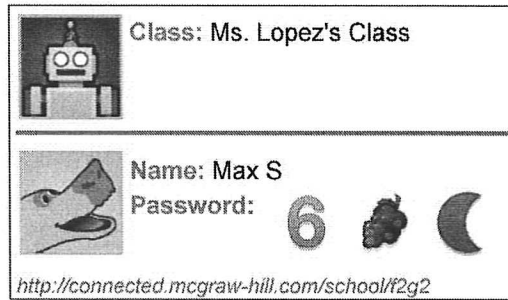 Class: Ms. Lopez's Class
Name: Max S
Password: 6
http://connected.mcgraw-hill.com/school/f2g2